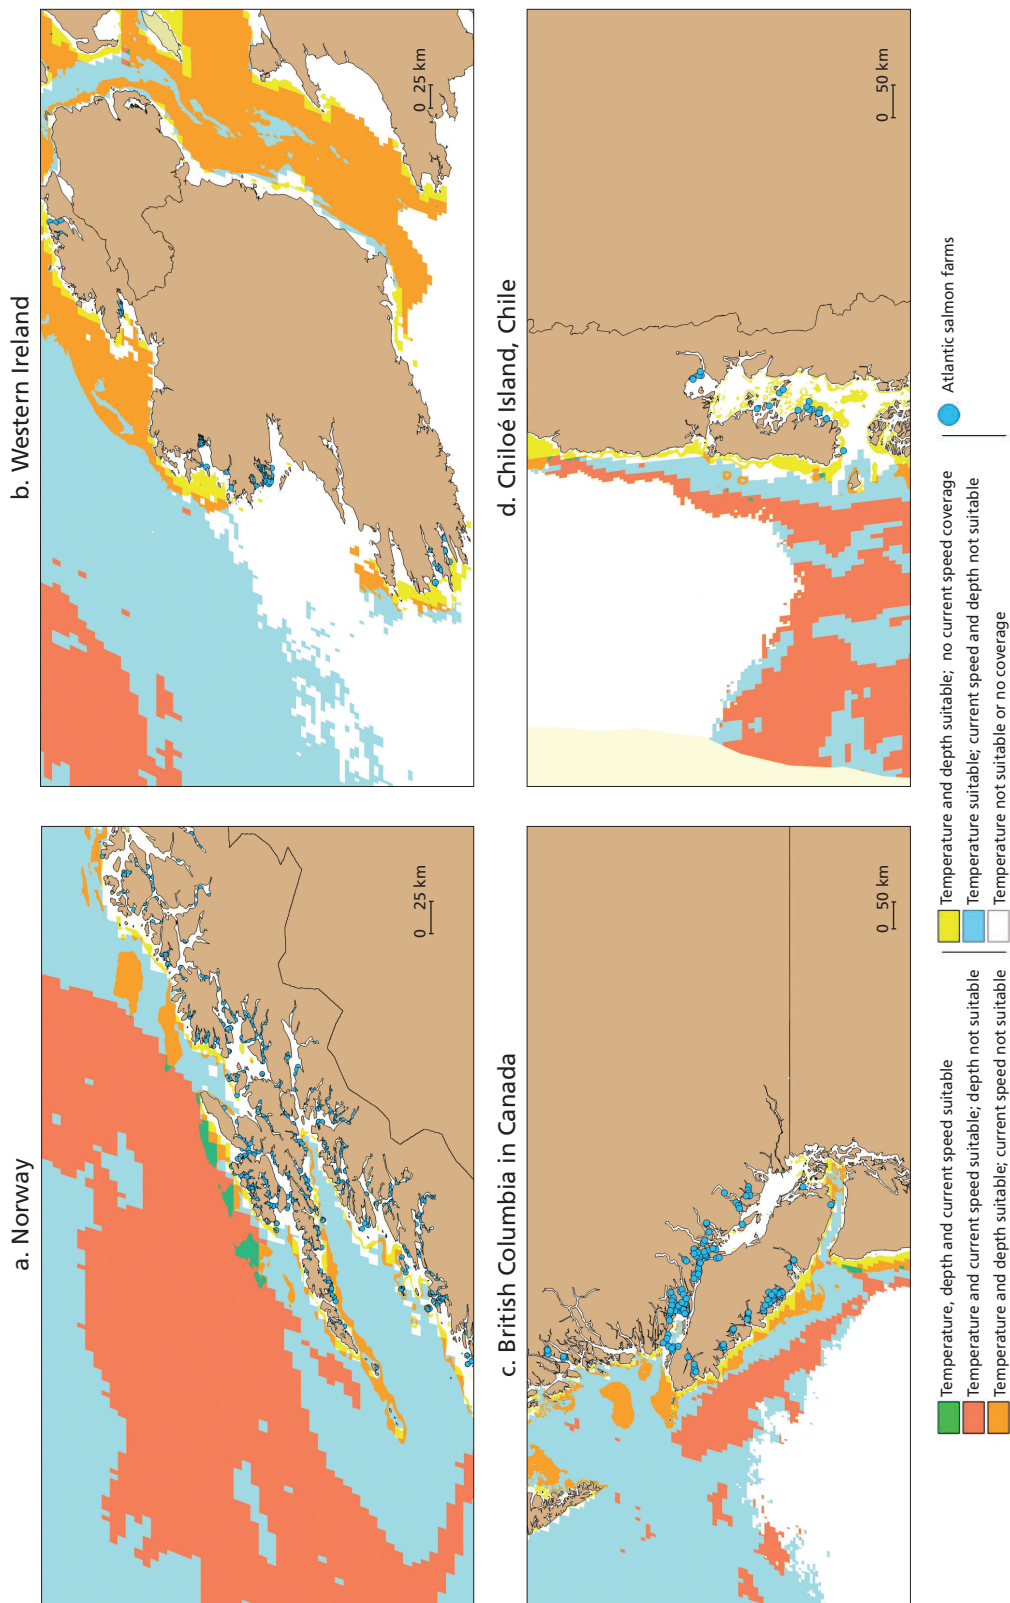 a. Norway
0 25 km
b. Western Ireland
0 25 km
c. British Columbia in Canada
0 50 km
d. Chiloé Island, Chile
0 50 km
Temperature, depth and current speed suitable
Temperature and current speed suitable; depth not suitable
Temperature and depth suitable; current speed not suitable
Temperature and depth suitable; no current speed coverage
Temperature suitable; current speed and depth not suitable
Temperature not suitable or no coverage
Atlantic salmon farms